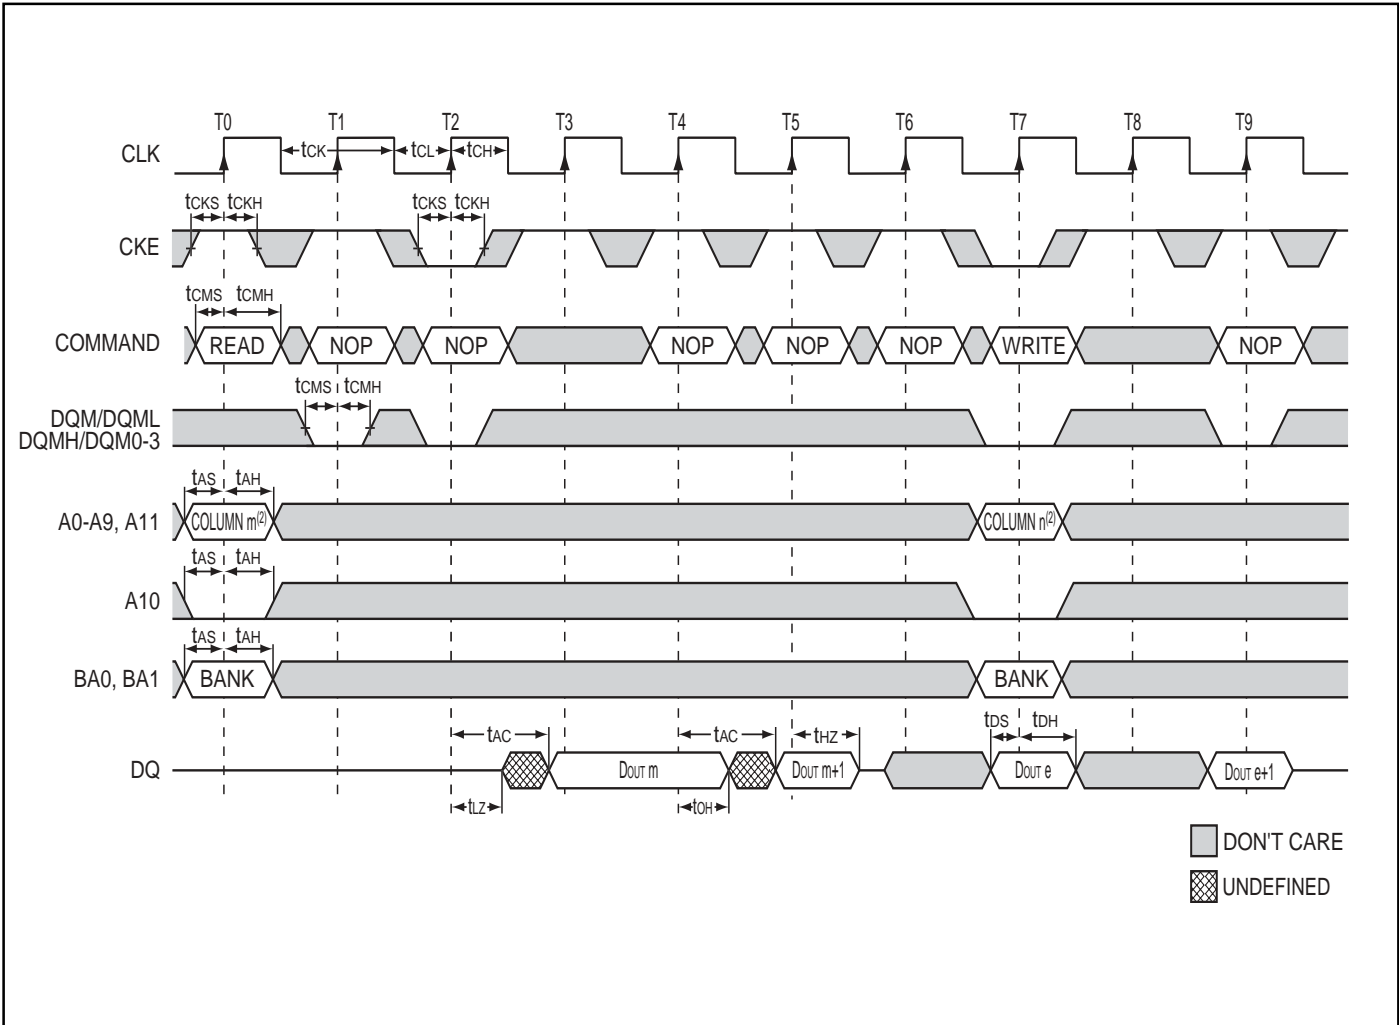 T0 T1 T2 T3 T4 T5 T6 T7 T8 T9
CLK tCK tCL tCH
tCKS tCKH tCKS tCKH
CKE
tCMS tCMH
COMMAND READ NOP NOP NOP NOP NOP WRITE NOP
tCMS tCMH
DQM/DQML
DQMH/DQM0-3
tAS tAH
A0-A9, A11 COLUMN m(2) COLUMN n(2)
tAS tAH
A10
tAS tAH
BA0, BA1 BANK BANK
tAC tAC tHZ tDS tDH
DQ DOUT m DOUT m+1 DOUT e DOUT e+1
tLZ tOH
DON'T CARE
UNDEFINED